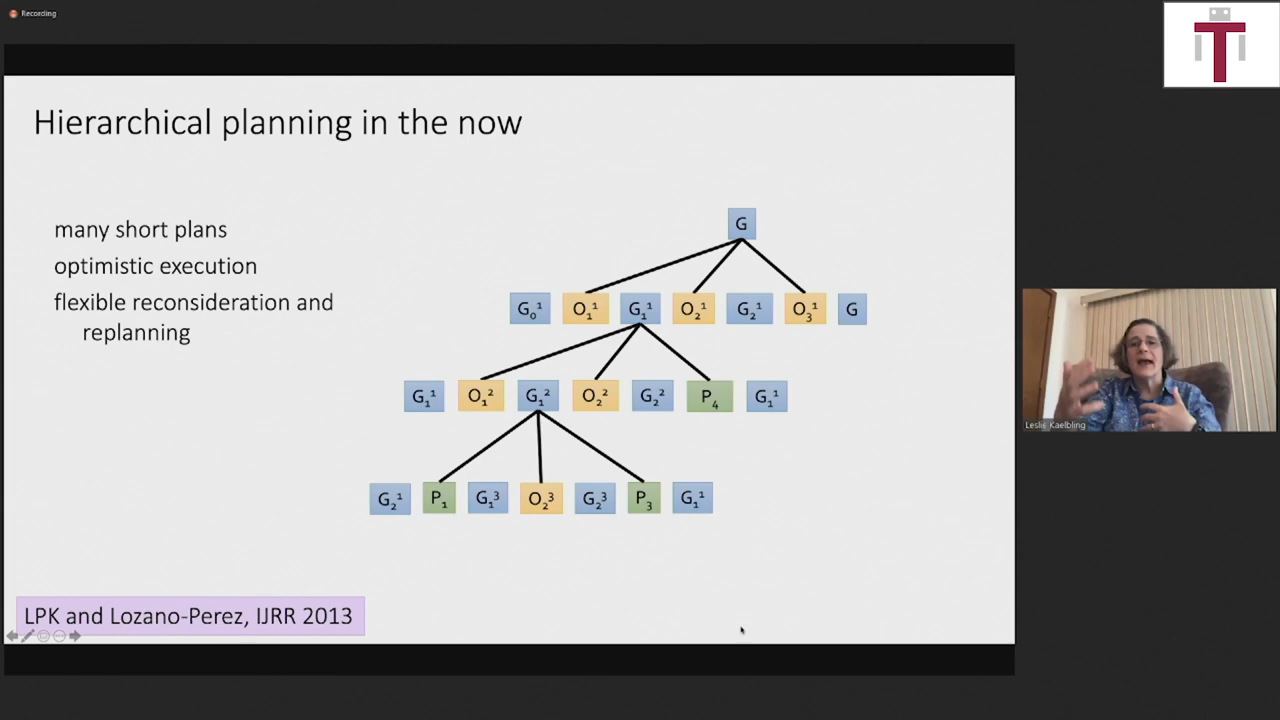 Recording
T
Hierarchical planning in the now
many short plans
optimistic execution
flexible reconsideration and
replanning
G
G₀¹ O₁¹ G₁¹ O₂¹ G₂¹ O₃¹ G
G₁¹ O₁² G₁² O₂² G₂² P₄ G₁¹
G₂¹ P₁ G₁³ O₂³ G₂³ P₃ G₁¹
LPK and Lozano-Perez, IJRR 2013
Leslie Kaelbling